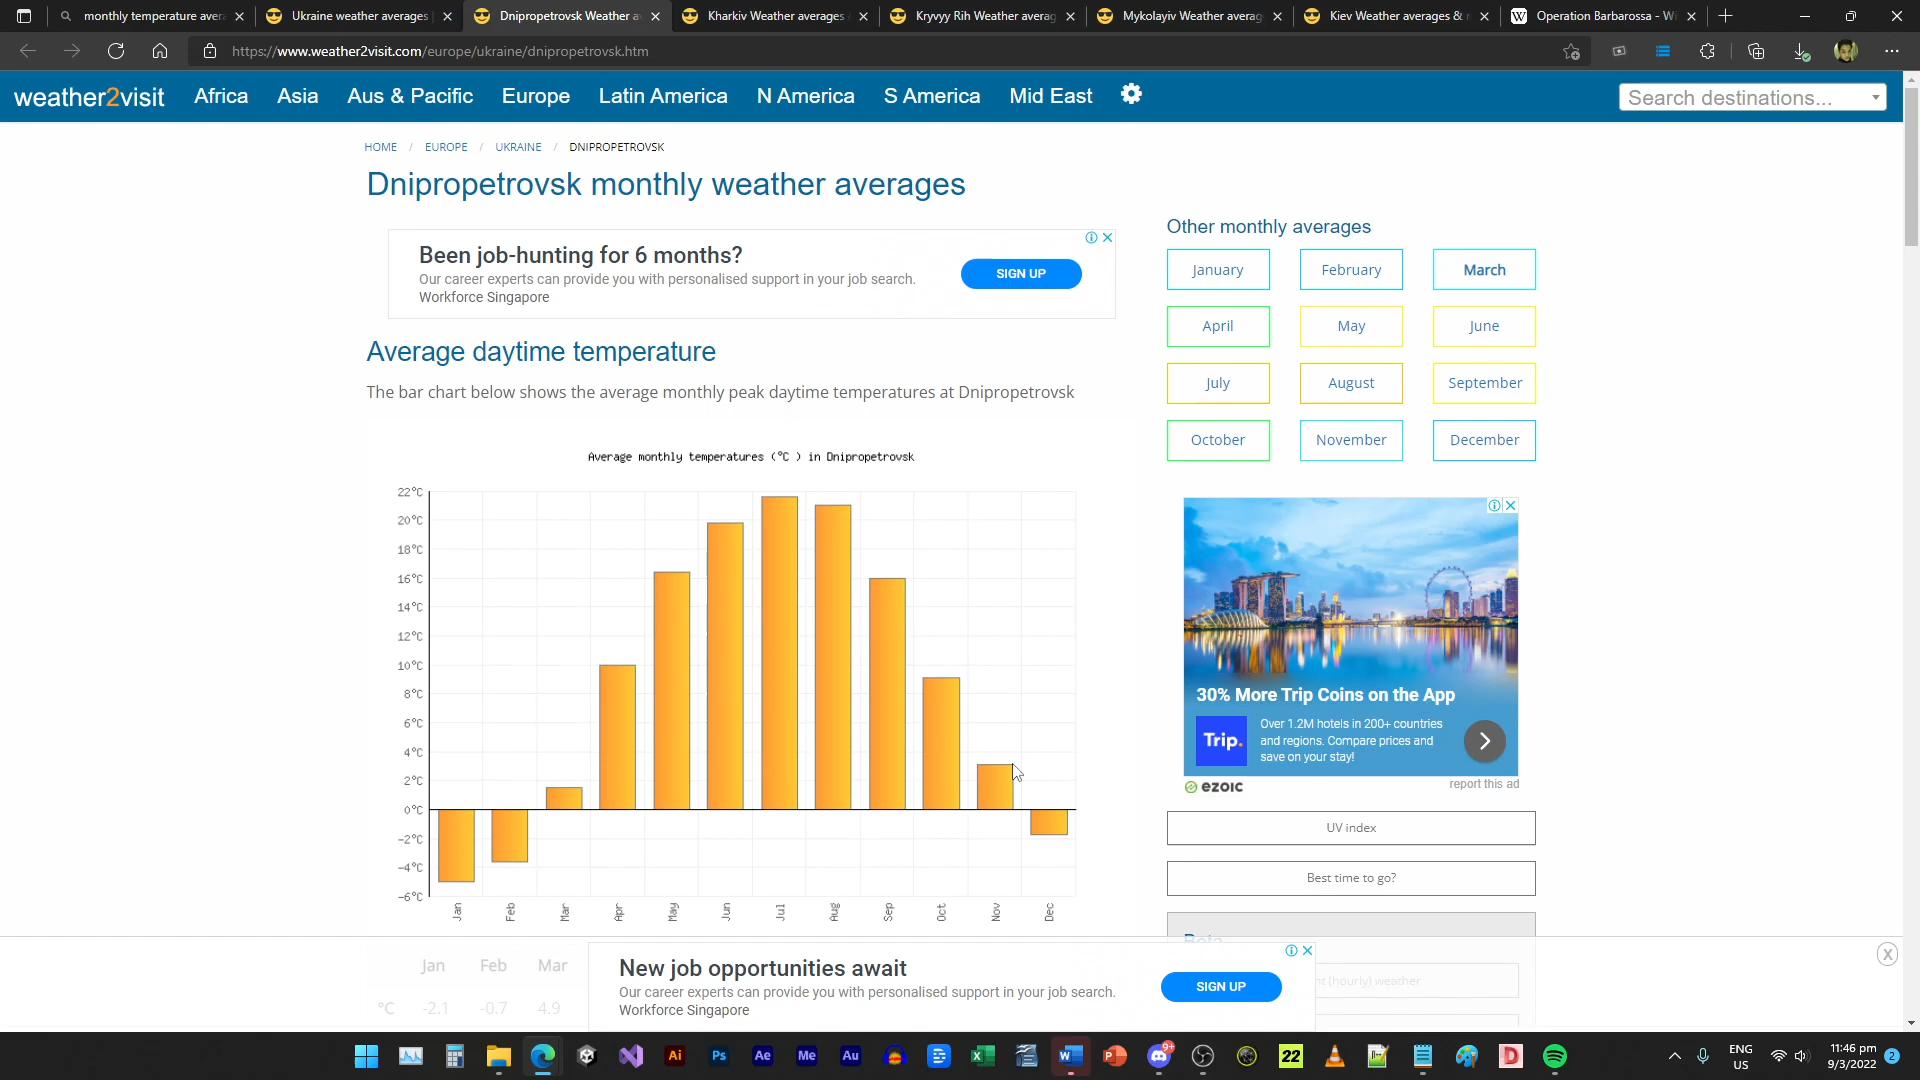 monthly temperature aver
Ukraine weather averages
Dnipropetrovsk Weather a
Kharkiv Weather averages
Kryvyy Rih Weather averag
Mykolayiv Weather averag
Kiev Weather averages & r
Operation Barbarossa - Wi
https://www.weather2visit.com/europe/ukraine/dnipropetrovsk.htm
weather2visit Africa Asia Aus & Pacific Europe Latin America N America S America Mid East
Search destinations...
HOME / EUROPE / UKRAINE / DNIPROPETROVSK
Dnipropetrovsk monthly weather averages
Been job-hunting for 6 months?
Our career experts can provide you with personalised support in your job search.
Workforce Singapore
SIGN UP
Average daytime temperature
The bar chart below shows the average monthly peak daytime temperatures at Dnipropetrovsk
Average monthly temperatures (°C ) in Dnipropetrovsk
22°C
20°C
18°C
16°C
14°C
12°C
10°C
8°C
6°C
4°C
2°C
0°C
-2°C
-4°C
-6°C
Jan Feb Mar Apr May Jun Jul Aug Sep Oct Nov Dec
Jan Feb Mar
°C -2.1 -0.7 4.9
Other monthly averages
January February March
April May June
July August September
October November December
30% More Trip Coins on the App
Trip.
Over 1.2M hotels in 200+ countries
and regions. Compare prices and
save on your stay!
ezoic
report this ad
UV index
Best time to go?
New job opportunities await
Our career experts can provide you with personalised support in your job search.
Workforce Singapore
SIGN UP
(hourly) weather
Ai Ps Ae Me Au
9+
22
ENG
US
11:46 pm
9/3/2022
2